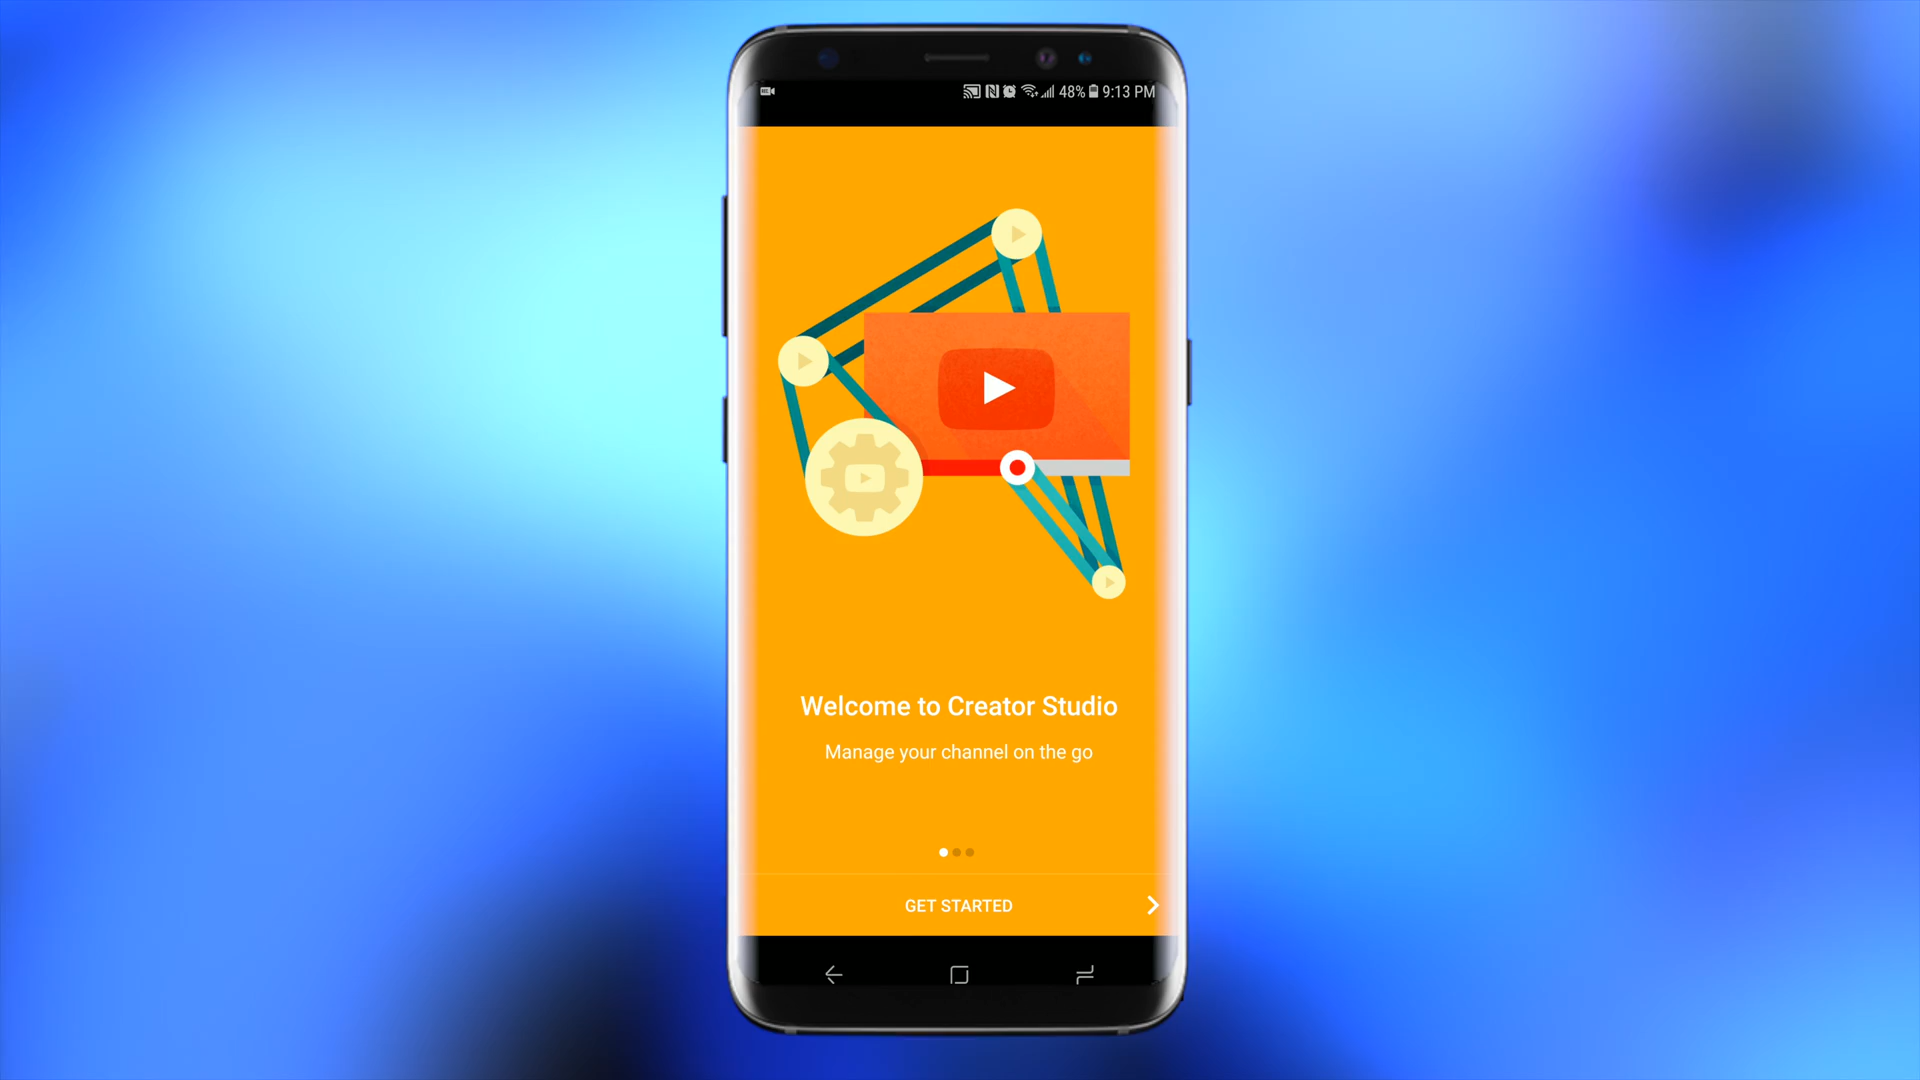 48% 9:13 PM
Welcome to Creator Studio
Manage your channel on the go
GET STARTED